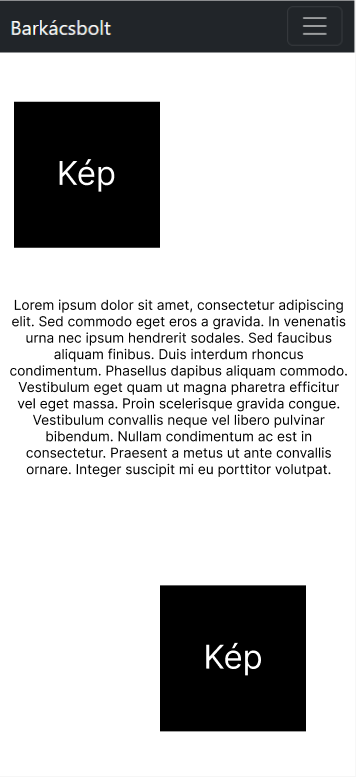 Barkácsbolt
Kép
Lorem ipsum dolor sit amet, consectetur adipiscing
elit. Sed commodo eget eros a gravida. In venenatis
urna nec ipsum hendrerit sodales. Sed faucibus
aliquam finibus. Duis interdum rhoncus
condimentum. Phasellus dapibus aliquam commodo.
Vestibulum eget quam ut magna pharetra efficitur
vel eget massa. Proin scelerisque gravida congue.
Vestibulum convallis neque vel libero pulvinar
bibendum. Nullam condimentum ac est in
consectetur. Praesent a metus ut ante convallis
ornare. Integer suscipit mi eu porttitor volutpat.
Kép